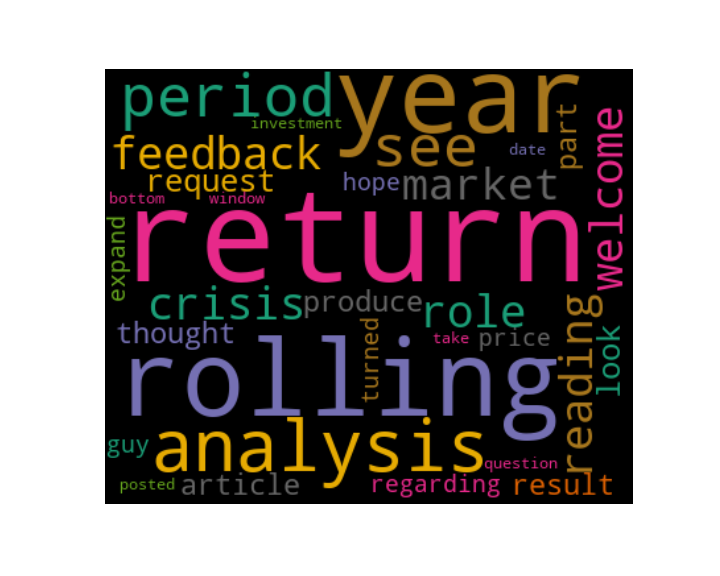 period
year
investment
feedback
see
date
part
welcome
request
hope
market
bottom
window
return
expand
crisis
produce
role
thought
turned
take
price
look
reading
rolling
guy
analysis
question
posted
article
regarding
result